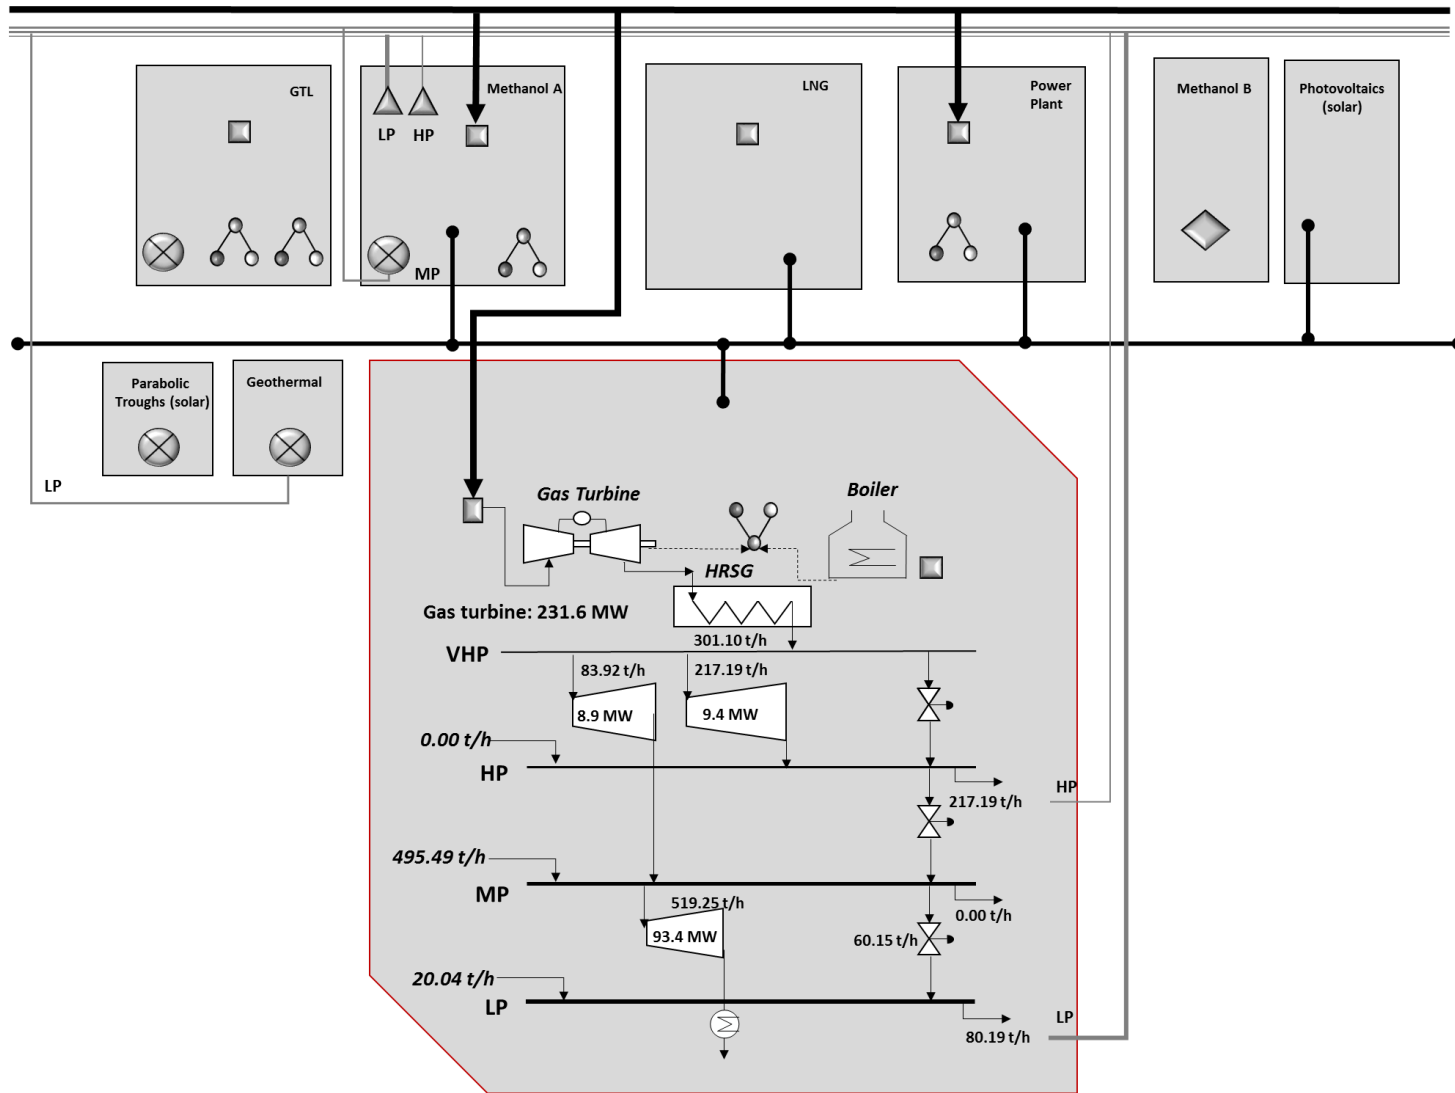 GTL
Methanol A
LP
HP
MP
LNG
Power
Plant
Methanol B
Photovoltaics
(solar)
Parabolic
Troughs (solar)
Geothermal
LP
Gas Turbine
Boiler
HRSG
Gas turbine: 231.6 MW
301.10 t/h
VHP
83.92 t/h
217.19 t/h
8.9 MW
9.4 MW
0.00 t/h
HP
217.19 t/h
HP
495.49 t/h
MP
519.25 t/h
0.00 t/h
93.4 MW
60.15 t/h
20.04 t/h
LP
80.19 t/h
LP